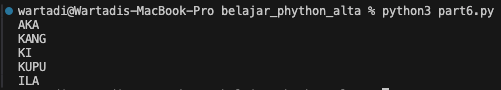 wartadi@Wartadis-MacBook-Pro belajar_phython_alta % python3 part6.py
AKA
KANG
KI
KUPU
ILA